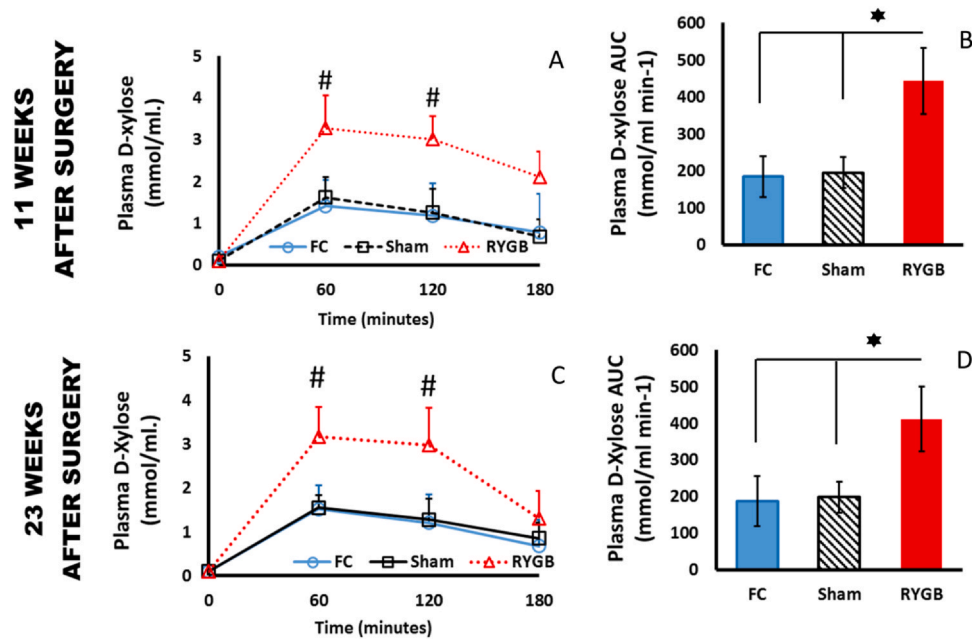 11 WEEKS
AFTER SURGERY
Plasma D-xylose
(mmol/ml.)
5
4
3
2
1
0
#
#
A
FC
Sham
RYGB
0
60
120
180
Time (minutes)
Plasma D-xylose AUC
(mmol/ml min-1)
600
500
400
300
200
100
0
B
FC
Sham
RYGB
23 WEEKS
AFTER SURGERY
Plasma D-Xylose
(mmol/ml.)
5
4
3
2
1
0
#
#
C
FC
Sham
RYGB
0
60
120
180
Time (minutes)
Plasma D-Xylose AUC
(mmol/ml min-1)
600
500
400
300
200
100
0
D
FC
Sham
RYGB